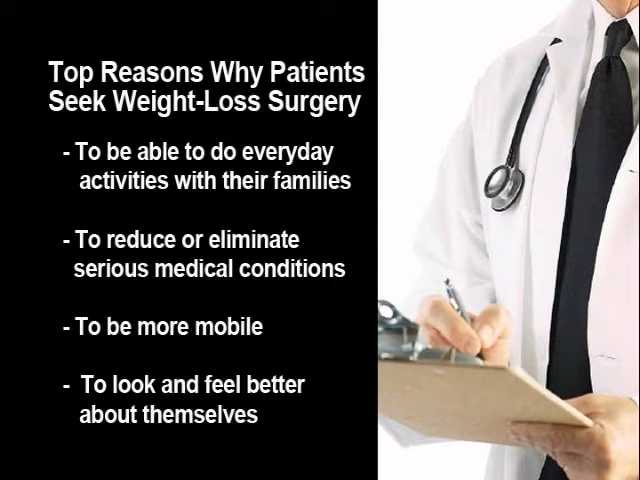 Top Reasons Why Patients
Seek Weight-Loss Surgery
- To be able to do everyday
activities with their families
- To reduce or eliminate
serious medical conditions
- To be more mobile
- To look and feel better
about themselves